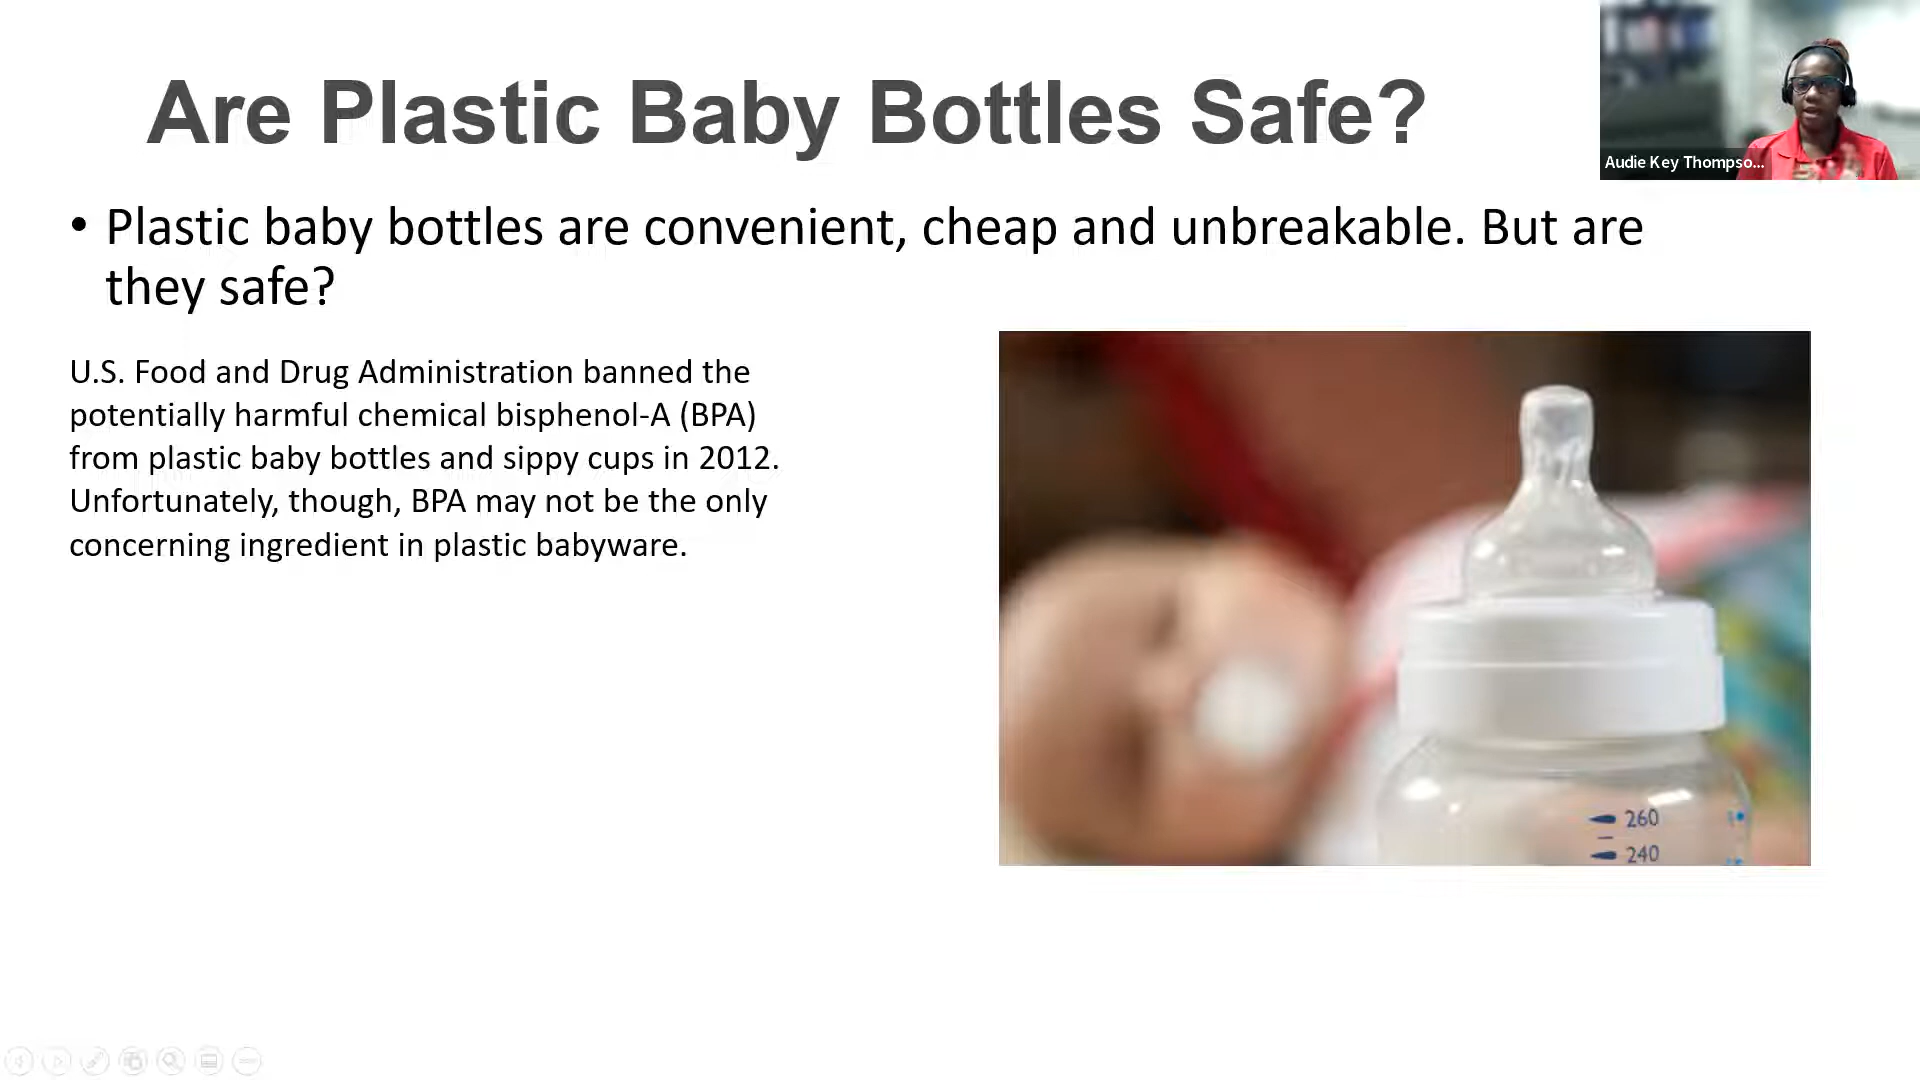 Are Plastic Baby Bottles Safe?
Audie Key Thompso...
• Plastic baby bottles are convenient, cheap and unbreakable. But are
they safe?
U.S. Food and Drug Administration banned the
potentially harmful chemical bisphenol-A (BPA)
from plastic baby bottles and sippy cups in 2012.
Unfortunately, though, BPA may not be the only
concerning ingredient in plastic babyware.
260
240